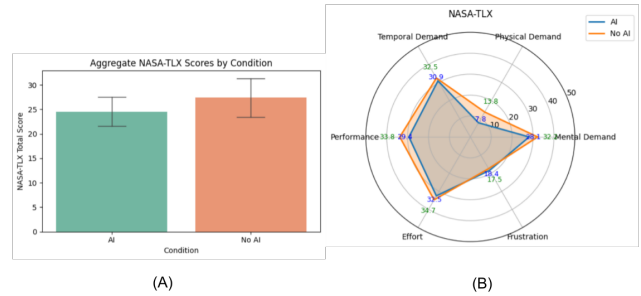 Aggregate NASA-TLX Scores by Condition
NASA-TLX Total Score
30
25
20
15
10
5
0
AI
No AI
Condition
(A)
NASA-TLX
AI
No AI
Temporal Demand
Physical Demand
32.5
30.9
50
40
30
20
10
13.8
7.8
Performance
33.8
29.4
Mental Demand
18.4
17.5
32.5
34.7
Effort
Frustration
(B)